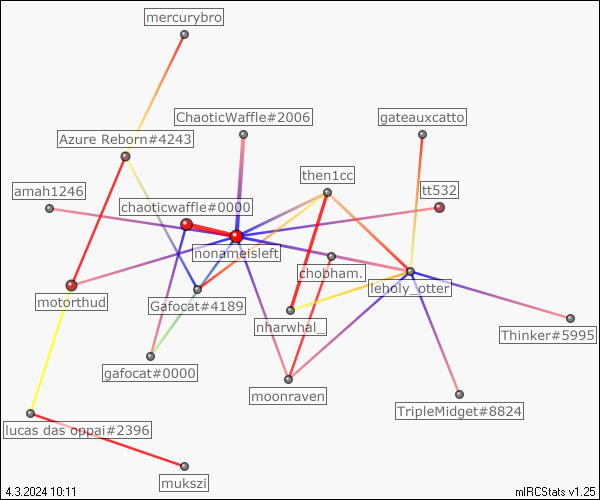 mercurybro
ChaoticWaffle#2006
gateauxcatto
Azure Reborn#4243
then1cc
amah1246
tt532
chaoticwaffle#0000
nonameisleft
chobham.
leholy_otter
motorthud
Gafocat#4189
nharwhal_
Thinker#5995
gafocat#0000
moonraven
TripleMidget#8824
lucas das oppai#2396
mukszi
4.3.2024 10:11
mIRCStats v1.25